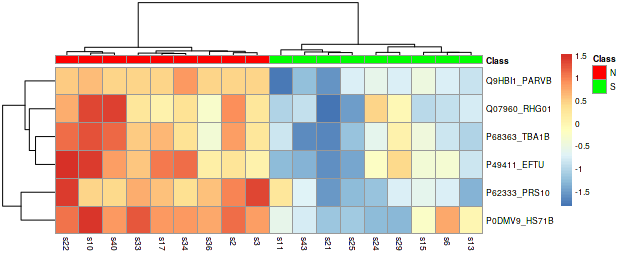 Class
Q9HBI1_PARVB
Q07960_RHG01
P68363_TBA1B
P49411_EFTU
P62333_PRS10
P0DMV9_HS71B
s22 s10 s40 s33 s17 s34 s36 s2 s3 s11 s43 s21 s25 s24 s29 s15 s6 s13
1.5
1
0.5
0
-0.5
-1
-1.5
Class
N
S